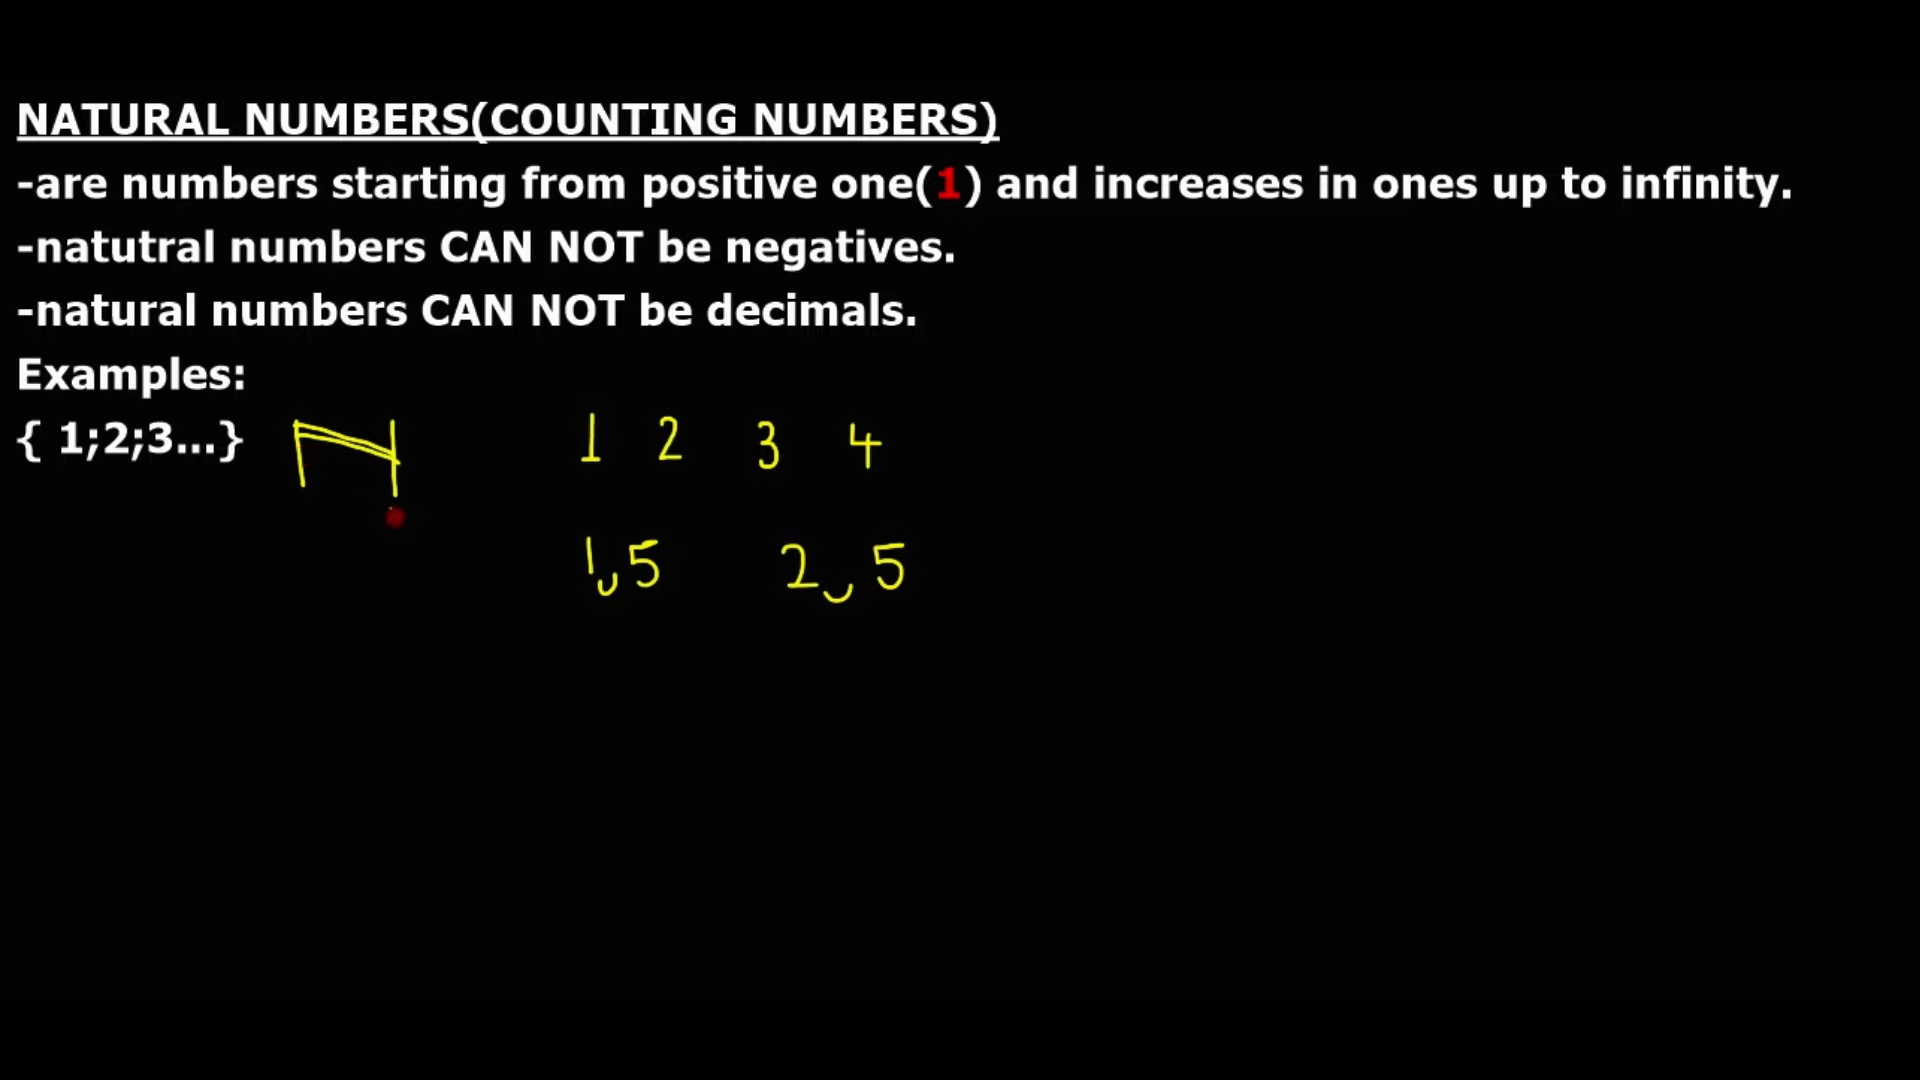 NATURAL NUMBERS(COUNTING NUMBERS)
-are numbers starting from positive one(1) and increases in ones up to infinity.
-natutral numbers CAN NOT be negatives.
-natural numbers CAN NOT be decimals.
Examples:
{ 1;2;3...} ℕ 1 2 3 4
1,5 2,5